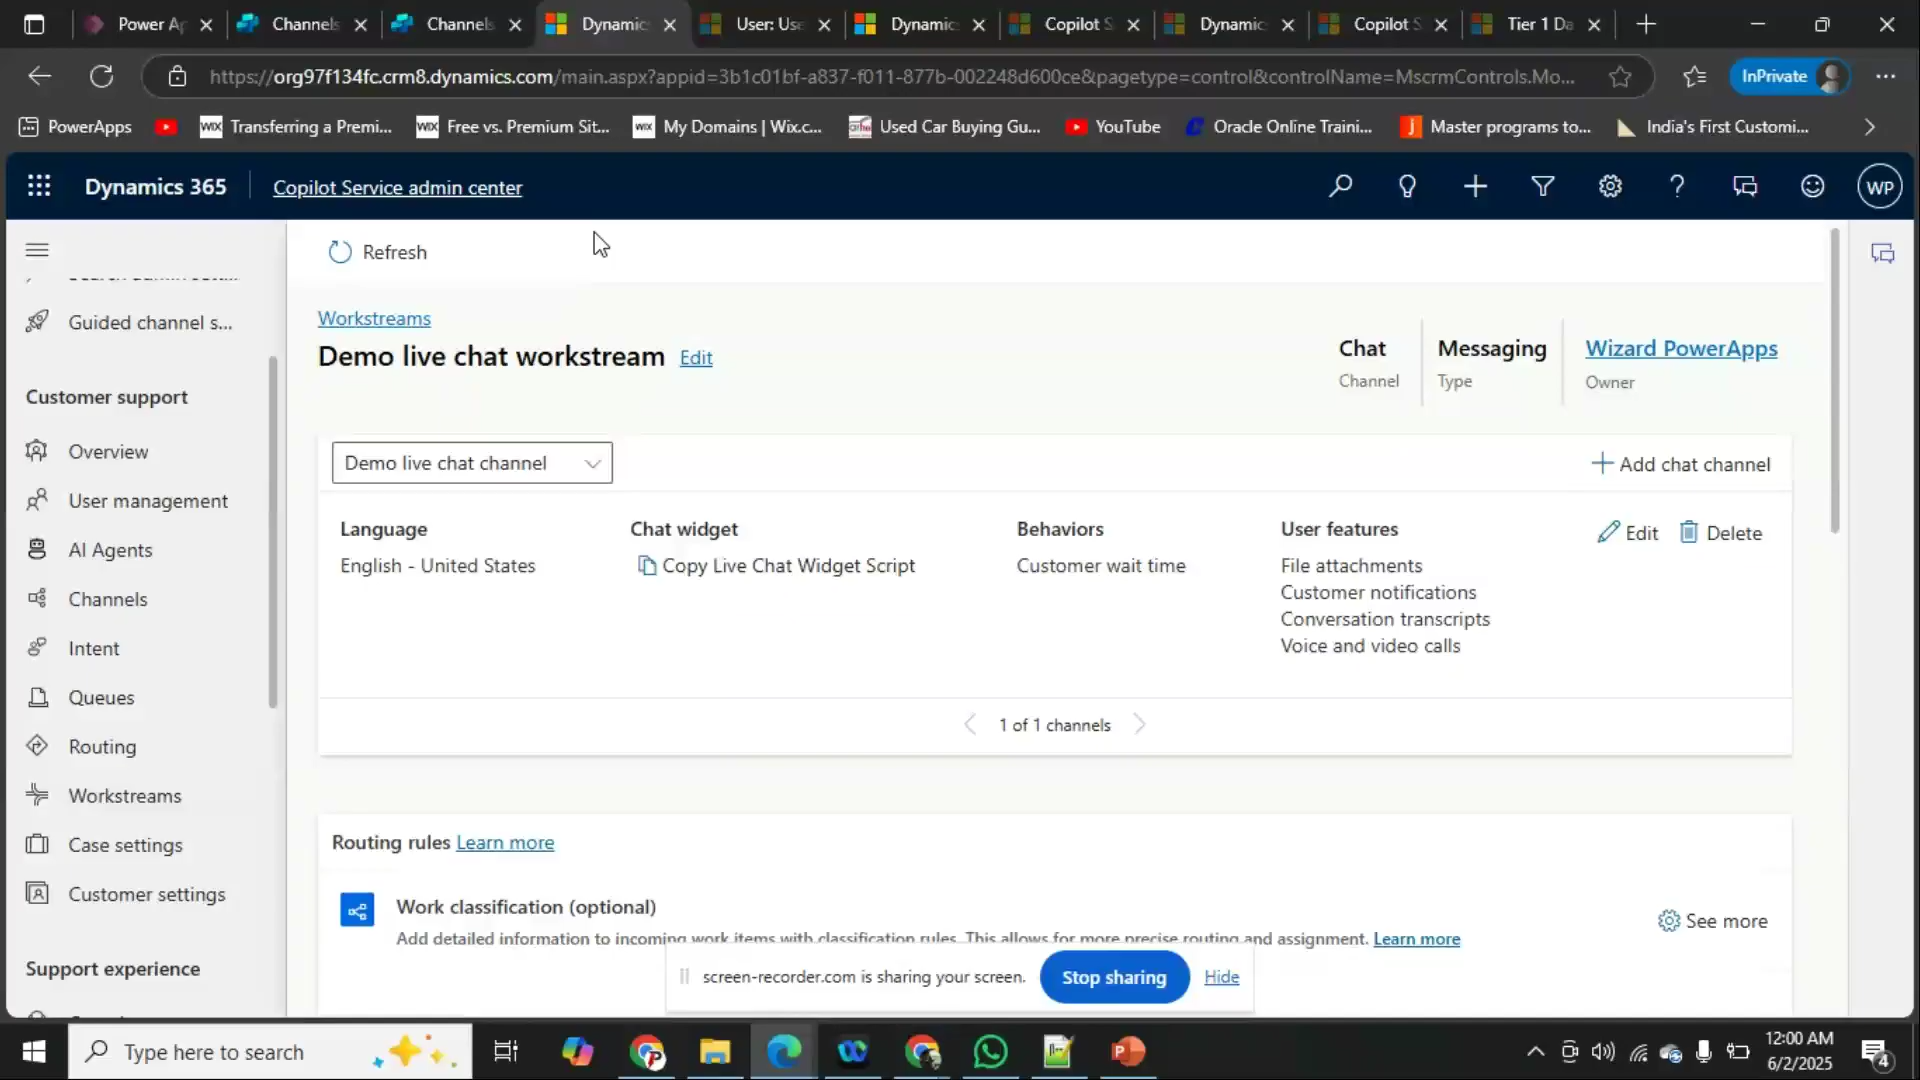 Power Ap
Channels
Channels
Dynamic
User: Use
Dynamic
Copilot S
Dynamic
Copilot S
Tier 1 Da
https://org97f134fc.crm8.dynamics.com/main.aspx?appid=3b1c01bf-a837-f011-877b-002248d600ce&pagetype=control&controlName=MscrmControls.Mo...
InPrivate
PowerApps
WIX Transferring a Premi...
WIX Free vs. Premium Sit...
WIX My Domains | Wix.c...
Used Car Buying Gu...
YouTube
Oracle Online Traini...
Master programs to...
India's First Customi...
Dynamics 365
Copilot Service admin center
WP
Refresh
Guided channel s...
Customer support
Overview
User management
AI Agents
Channels
Intent
Queues
Routing
Workstreams
Case settings
Customer settings
Support experience
Workstreams
Demo live chat workstream Edit
Chat
Channel
Messaging
Type
Wizard PowerApps
Owner
Demo live chat channel
Add chat channel
Language
English - United States
Chat widget
Copy Live Chat Widget Script
Behaviors
Customer wait time
User features
File attachments
Customer notifications
Conversation transcripts
Voice and video calls
Edit
Delete
1 of 1 channels
Routing rules Learn more
Work classification (optional)
Add detailed information to incoming work items with classification rules. This allows for more precise routing and assignment. Learn more
See more
screen-recorder.com is sharing your screen.
Stop sharing
Hide
Type here to search
12:00 AM
6/2/2025
4